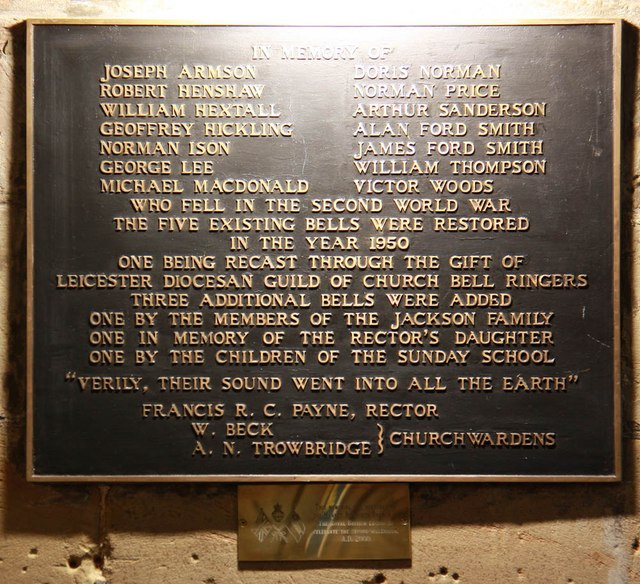 IN MEMORY OF
JOSEPH ARMSON
ROBERT HENSHAW
WILLIAM HEXTALL
GEOFFREY HICKLING
NORMAN ISON
GEORGE LEE
MICHAEL MACDONALD
DORIS NORMAN
NORMAN PRICE
ARTHUR SANDERSON
ALAN FORD SMITH
JAMES FORD SMITH
WILLIAM THOMPSON
VICTOR WOODS
WHO FELL IN THE SECOND WORLD WAR
THE FIVE EXISTING BELLS WERE RESTORED
IN THE YEAR 1950
ONE BEING RECAST THROUGH THE GIFT OF
LEICESTER DIOCESAN GUILD OF CHURCH BELL RINGERS
THREE ADDITIONAL BELLS WERE ADDED
ONE BY THE MEMBERS OF THE JACKSON FAMILY
ONE IN MEMORY OF THE RECTOR'S DAUGHTER
ONE BY THE CHILDREN OF THE SUNDAY SCHOOL
"VERILY, THEIR SOUND WENT INTO ALL THE EARTH"
FRANCIS R. C. PAYNE, RECTOR
W. BECK
A. N. TROWBRIDGE } CHURCHWARDENS
THE ROYAL BRITISH
A.D. 2000